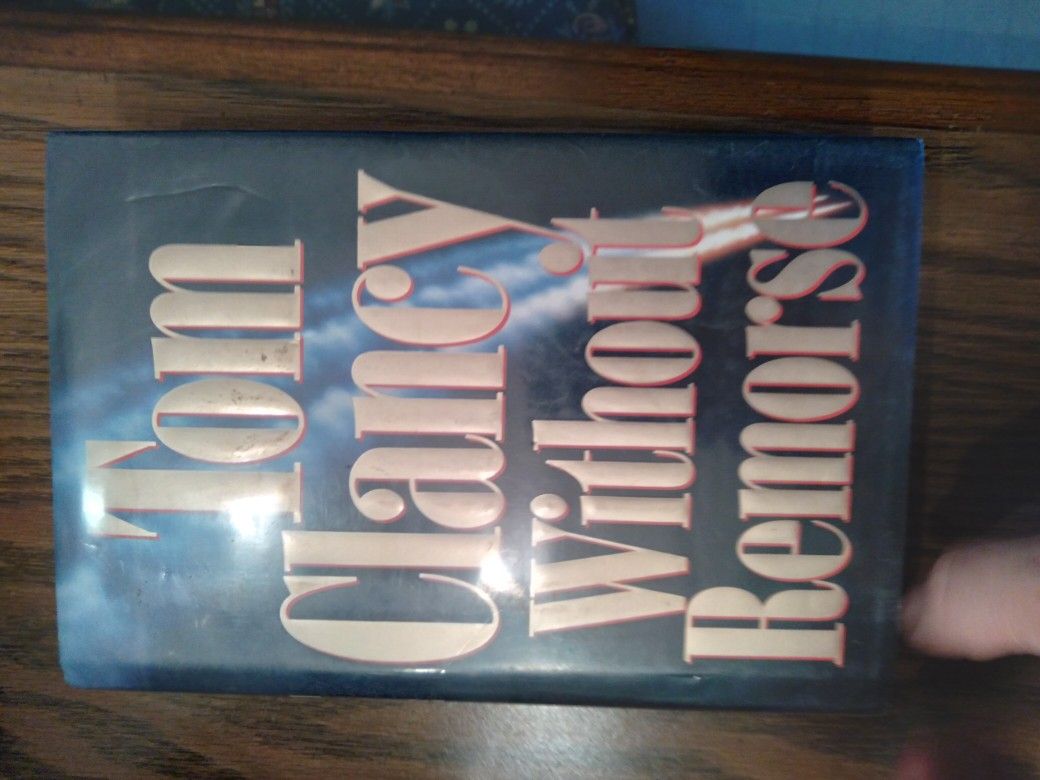 Tom
Clancy
Without
Remorse